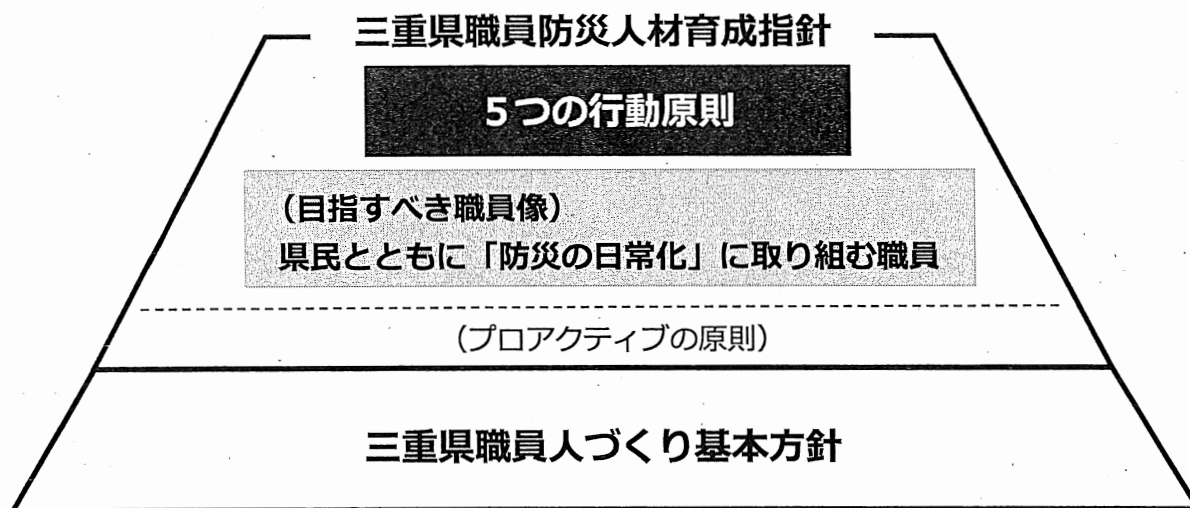 三重県職員防災人材育成指針
５つの行動原則
（目指すべき職員像）
県民とともに「防災の日常化」に取り組む職員
（プロアクティブの原則）
三重県職員人づくり基本方針